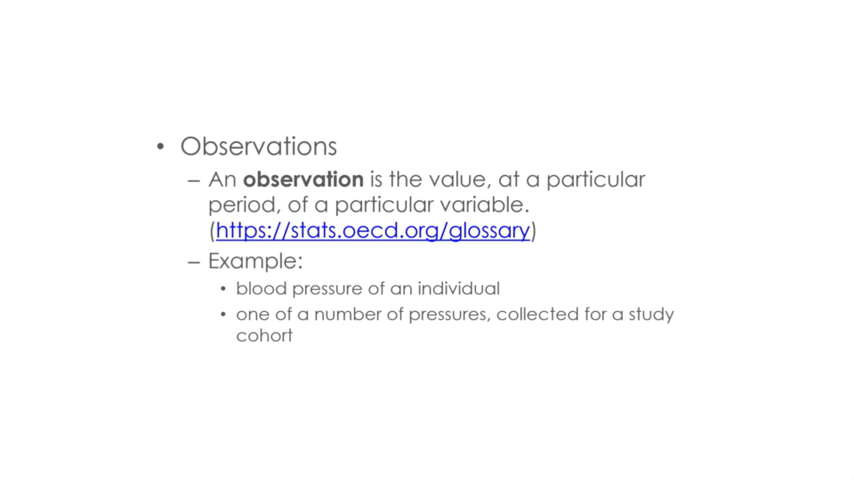 • Observations
– An observation is the value, at a particular
period, of a particular variable.
(https://stats.oecd.org/glossary)
– Example:
• blood pressure of an individual
• one of a number of pressures, collected for a study
cohort